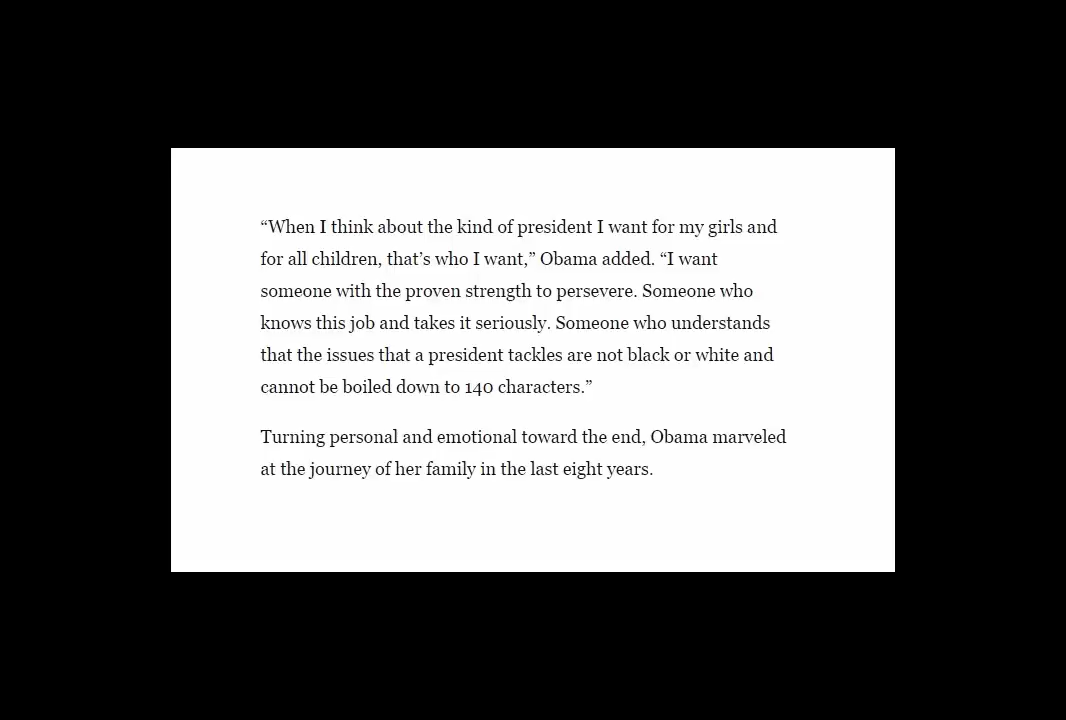 “When I think about the kind of president I want for my girls and
for all children, that’s who I want,” Obama added. “I want
someone with the proven strength to persevere. Someone who
knows this job and takes it seriously. Someone who understands
that the issues that a president tackles are not black or white and
cannot be boiled down to 140 characters.”
Turning personal and emotional toward the end, Obama marveled
at the journey of her family in the last eight years.